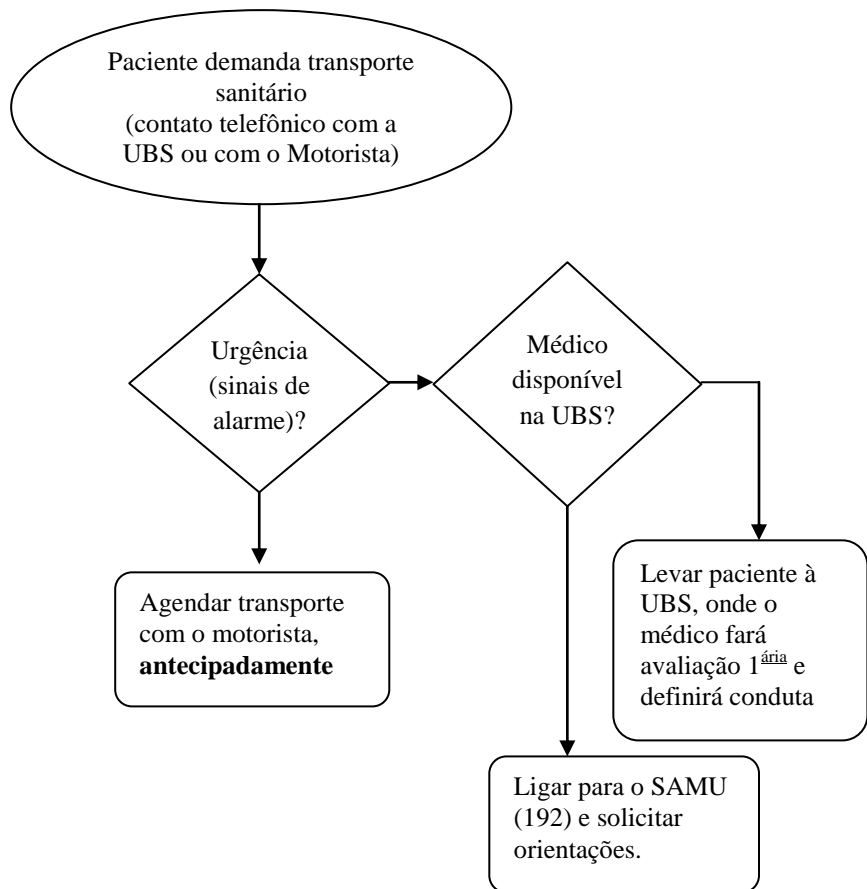 Paciente demanda transporte
sanitário
(contato telefônico com a
UBS ou com o Motorista)
Urgência
(sinais de
alarme)?
Médico
disponível
na UBS?
Agendar transporte
com o motorista,
antecipadamente
Levar paciente à
UBS, onde o
médico fará
avaliação 1ária e
definirá conduta
Ligar para o SAMU
(192) e solicitar
orientações.